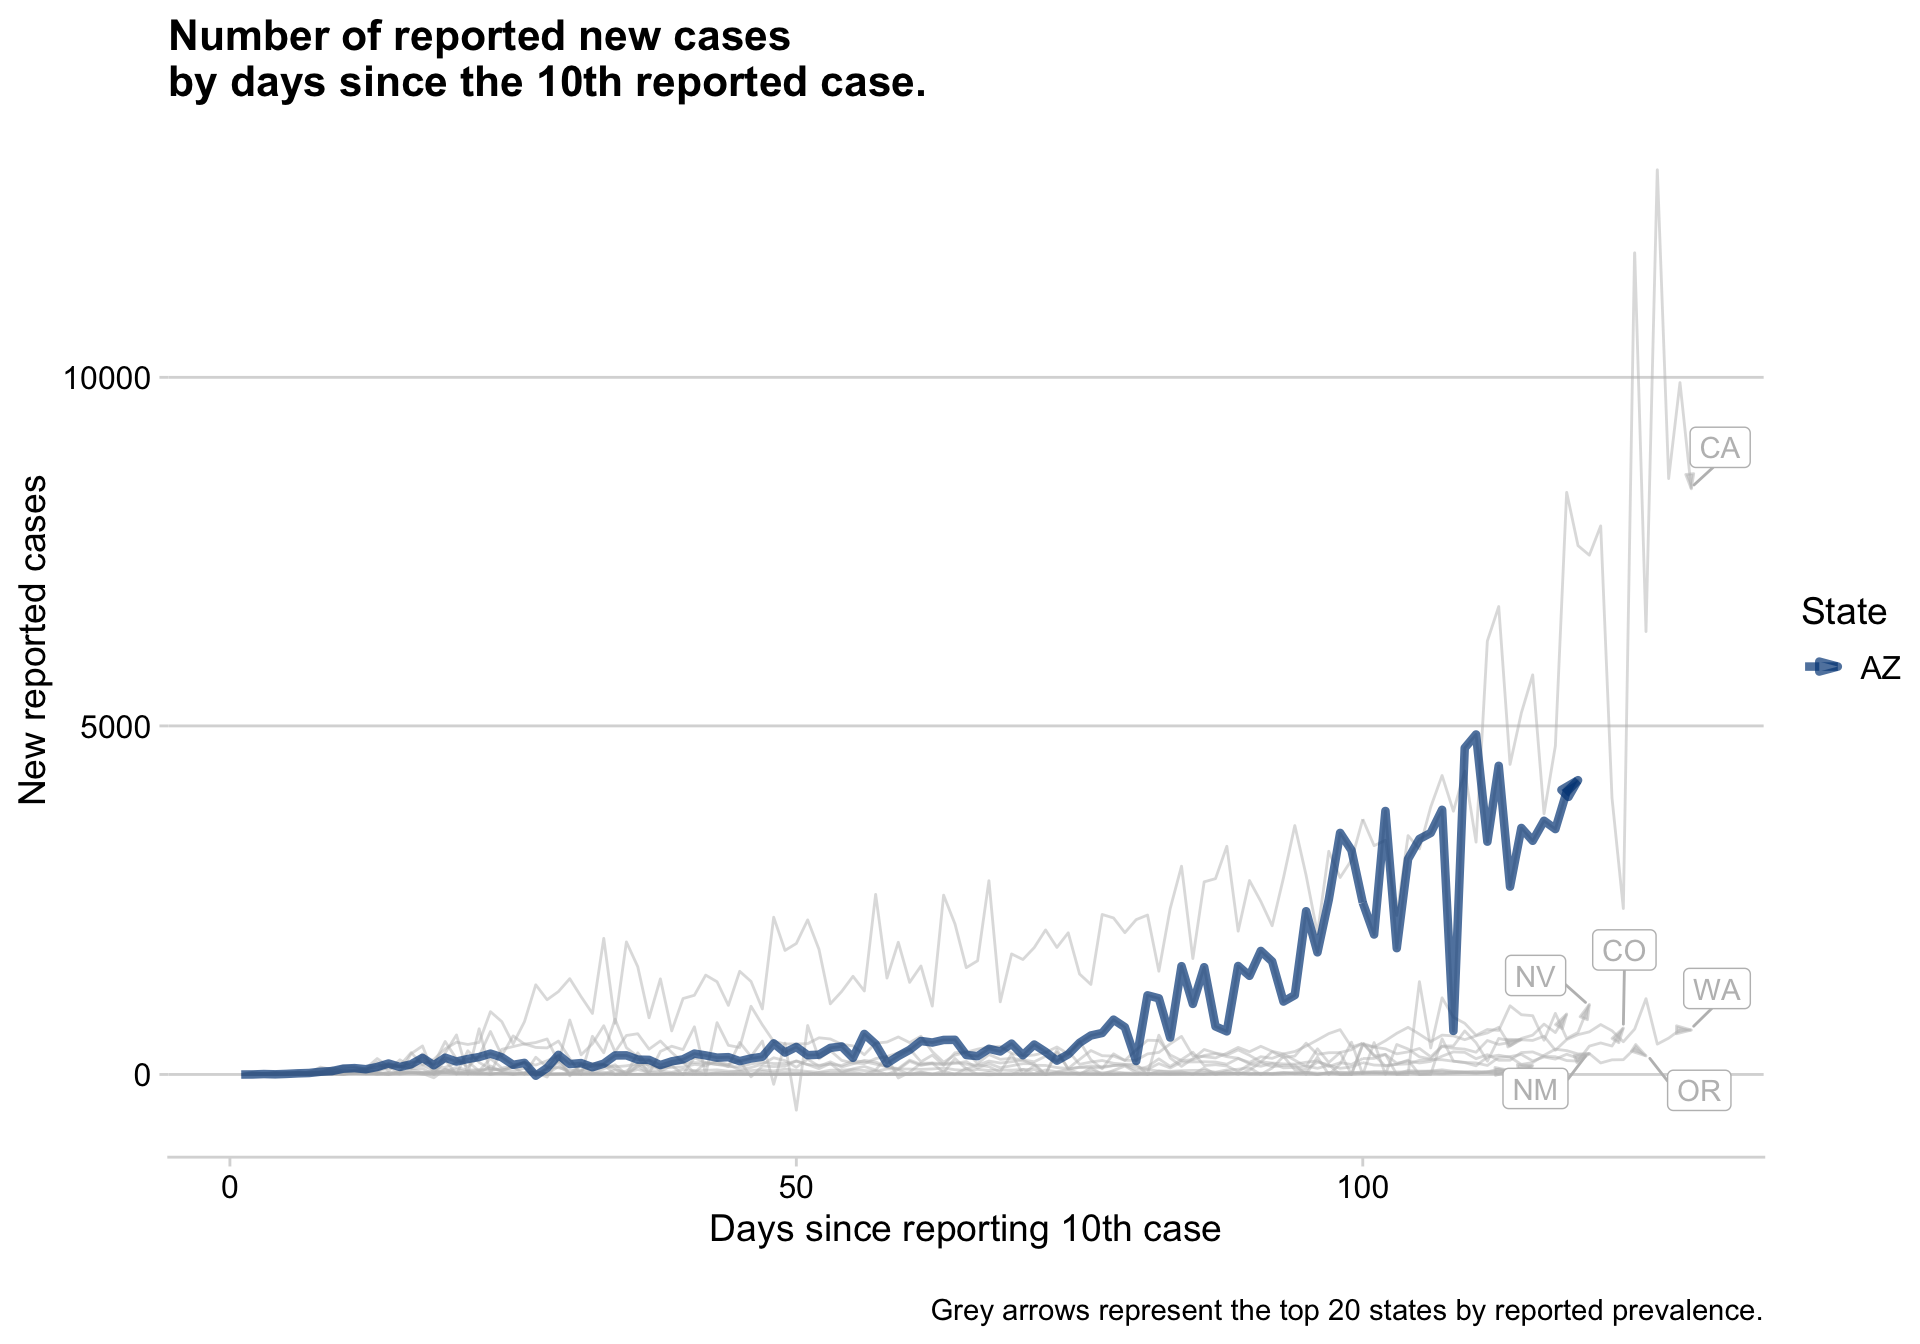 Number of reported new cases
by days since the 10th reported case.
10000
5000
0
New reported cases
CA
CO
NV
WA
NM
OR
State
AZ
0
50
100
Days since reporting 10th case
Grey arrows represent the top 20 states by reported prevalence.